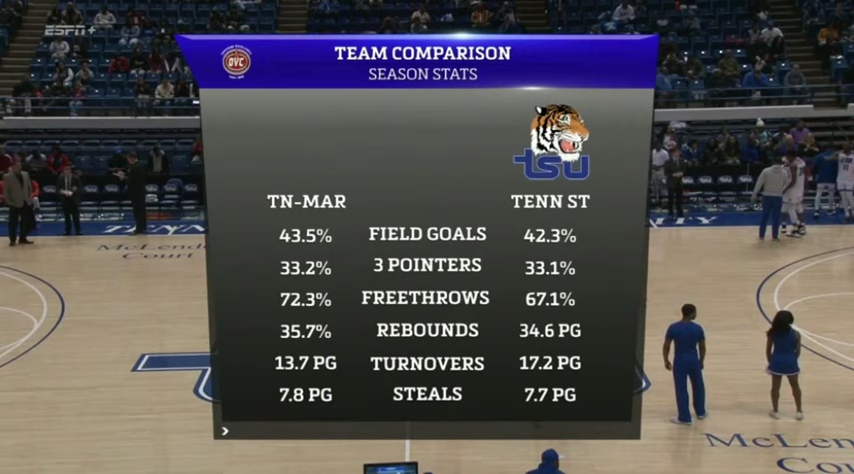 ESPN+
OVC
TEAM COMPARISON
SEASON STATS
tsu
TN-MAR TENN ST
43.5% FIELD GOALS 42.3%
33.2% 3 POINTERS 33.1%
72.3% FREETHROWS 67.1%
35.7% REBOUNDS 34.6 PG
13.7 PG TURNOVERS 17.2 PG
7.8 PG STEALS 7.7 PG
McLendon
Court
McLen
Court